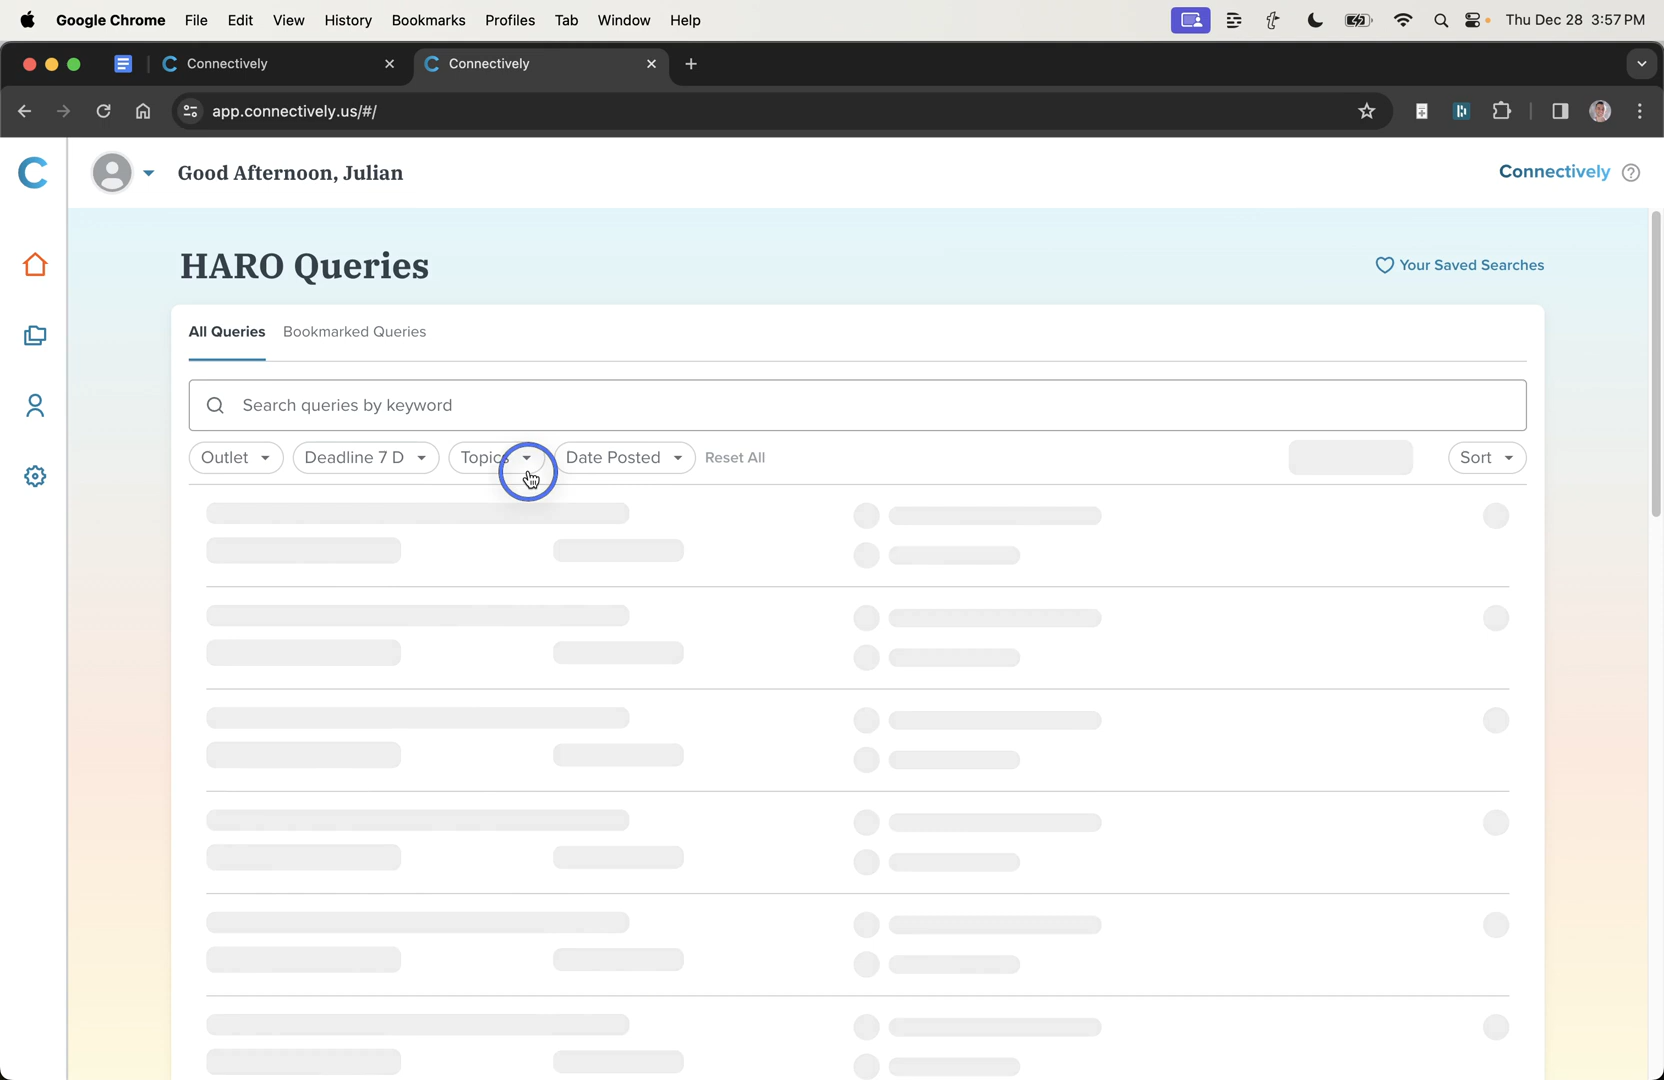 Google Chrome File Edit View History Bookmarks Profiles Tab Window Help Thu Dec 28 3:57 PM
Connectively Connectively
app.connectively.us/#/
Good Afternoon, Julian Connectively
HARO Queries Your Saved Searches
All Queries Bookmarked Queries
Search queries by keyword
Outlet Deadline 7 D Topics Date Posted Reset All Sort